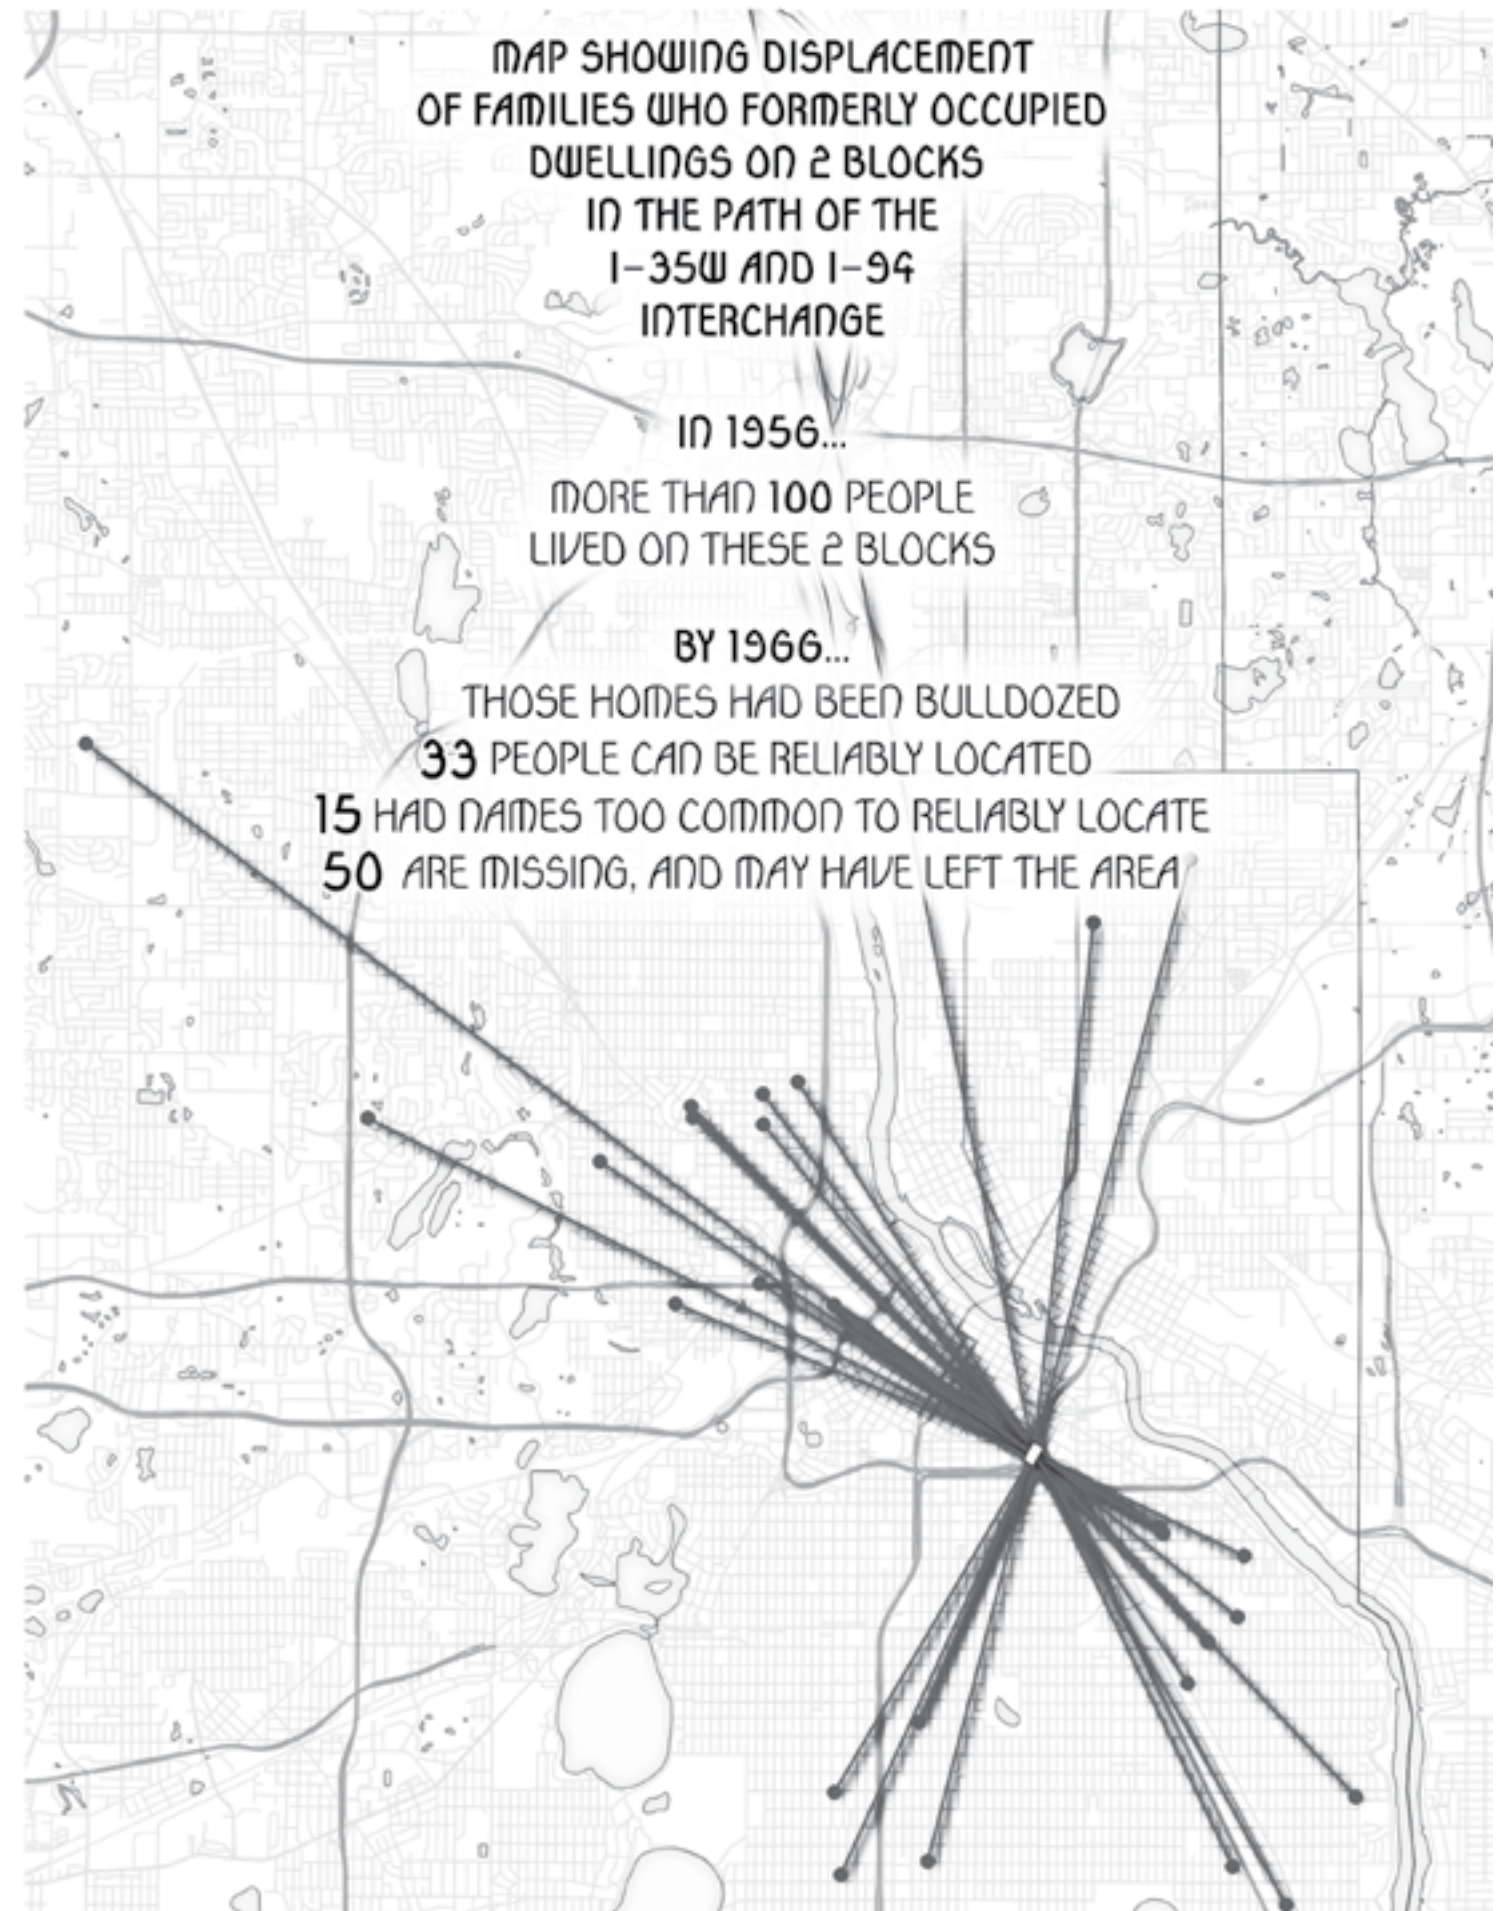 MAP SHOWING DISPLACEMENT
OF FAMILIES WHO FORMERLY OCCUPIED
DWELLINGS ON 2 BLOCKS
IN THE PATH OF THE
I-35W AND I-94
INTERCHANGE
IN 1956...
MORE THAN 100 PEOPLE
LIVED ON THESE 2 BLOCKS
BY 1966...
THOSE HOMES HAD BEEN BULLDOZED
33 PEOPLE CAN BE RELIABLY LOCATED
15 HAD NAMES TOO COMMON TO RELIABLY LOCATE
50 ARE MISSING, AND MAY HAVE LEFT THE AREA